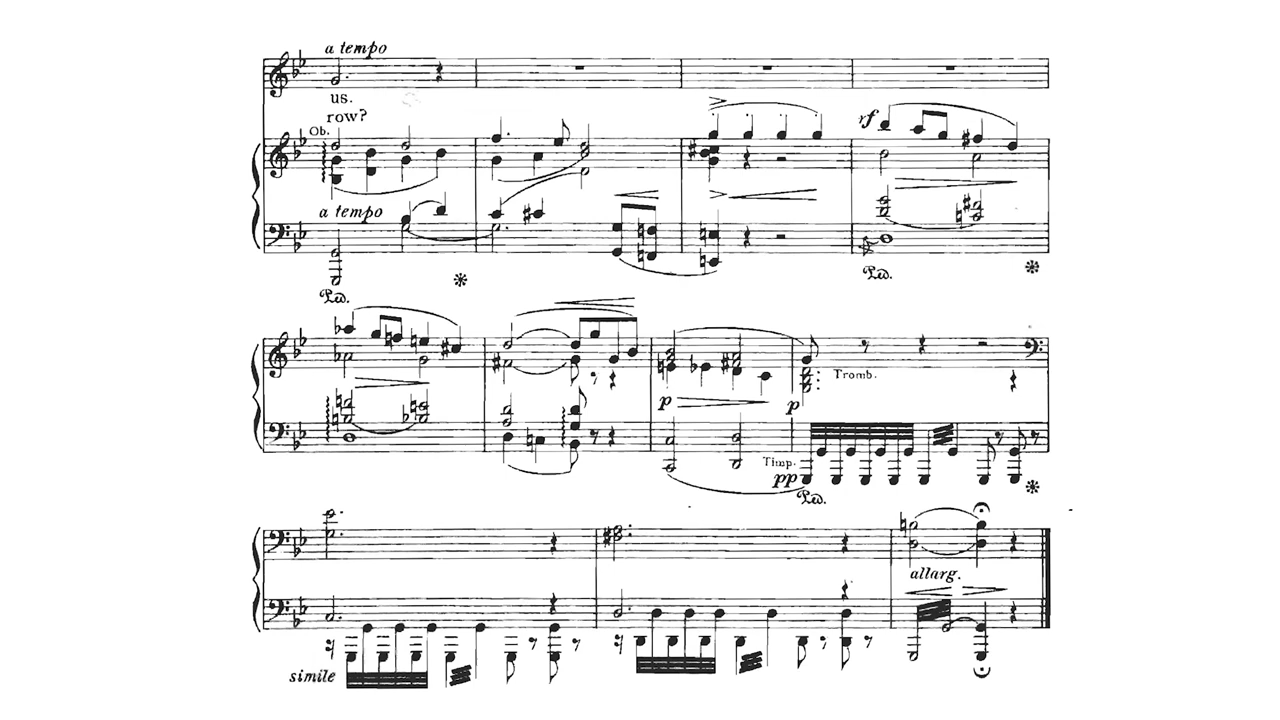 a tempo
us.
row?
Ob.
rf
a tempo
Ped.
Ped.
p
p
Tromb.
Timp.
pp
Ped.
allarg.
simile